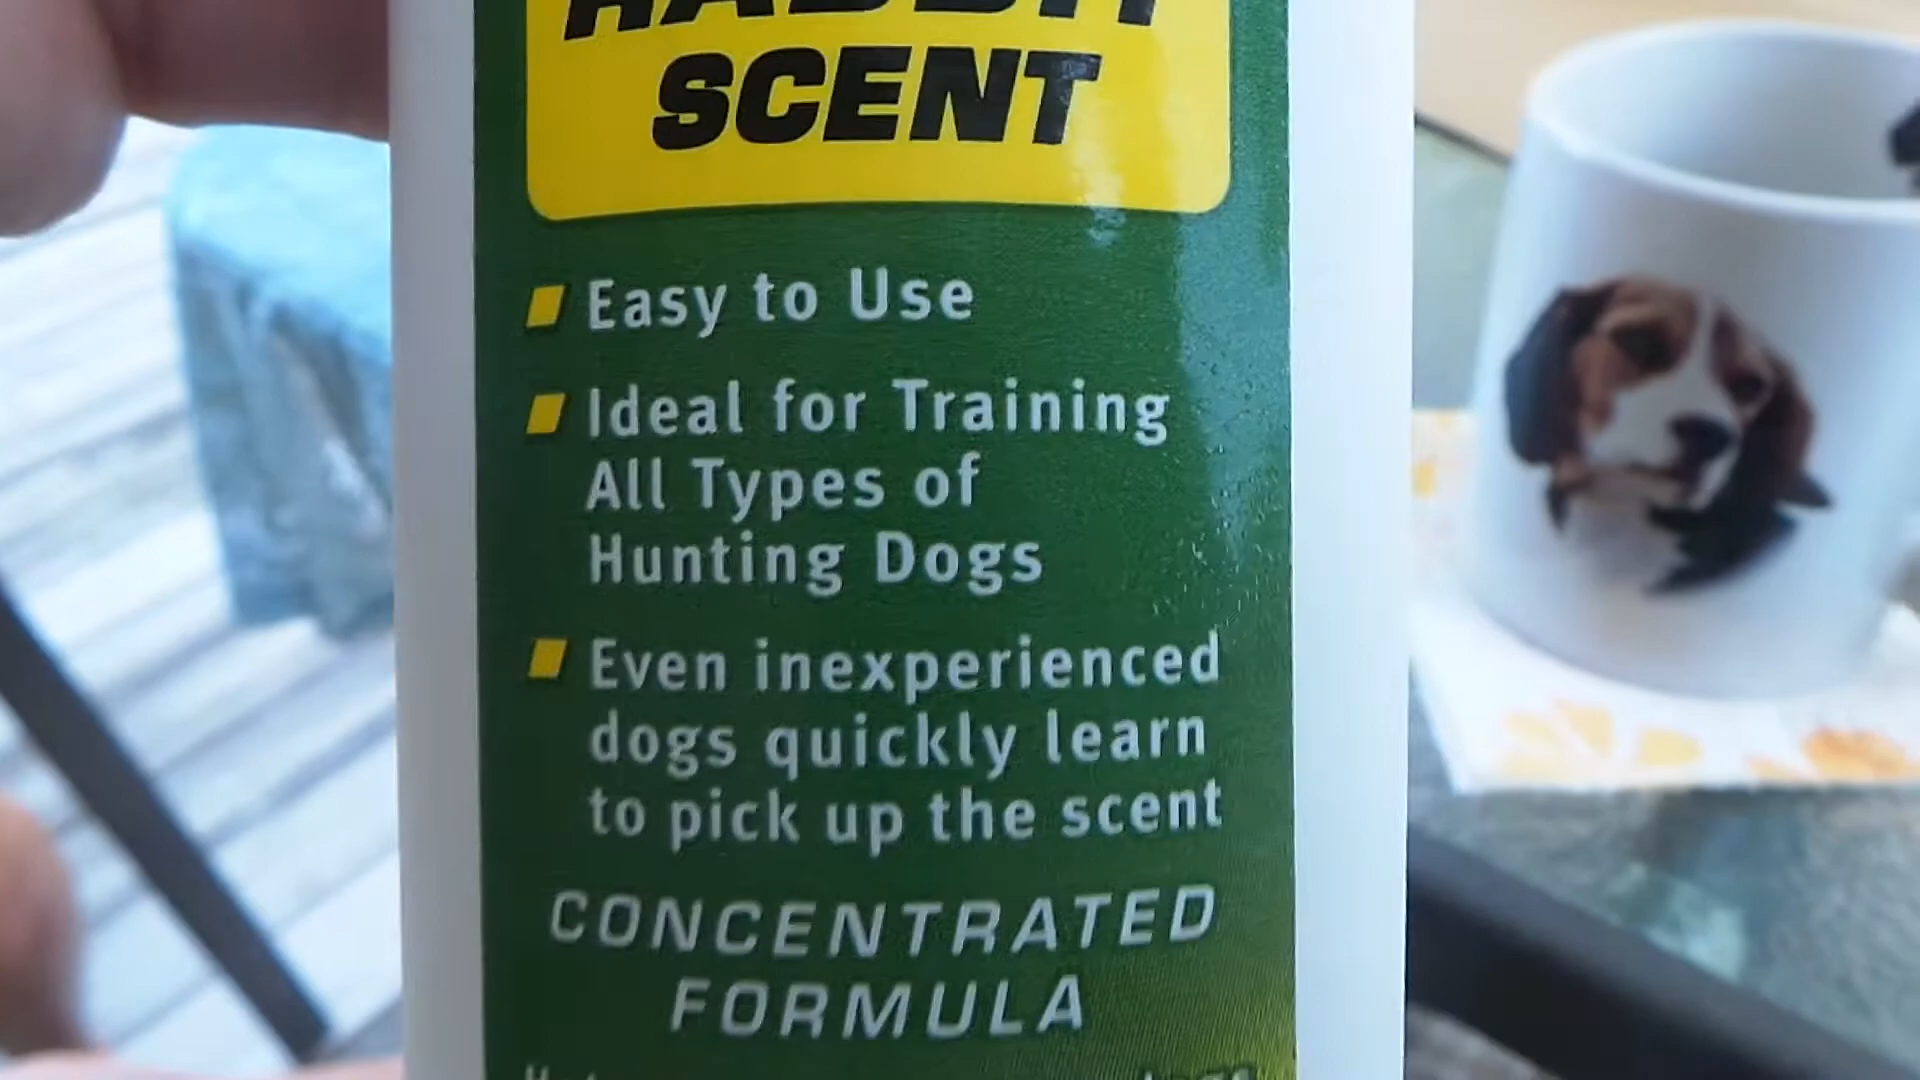 RABBIT
SCENT
Easy to Use
Ideal for Training
All Types of
Hunting Dogs
Even inexperienced
dogs quickly learn
to pick up the scent
CONCENTRATED
FORMULA